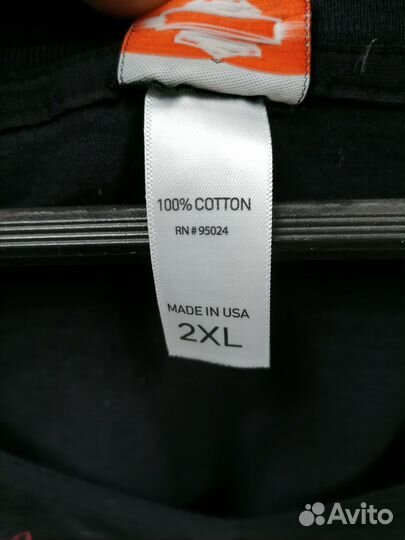 100% COTTON
RN # 95024
MADE IN USA
2XL
Avito